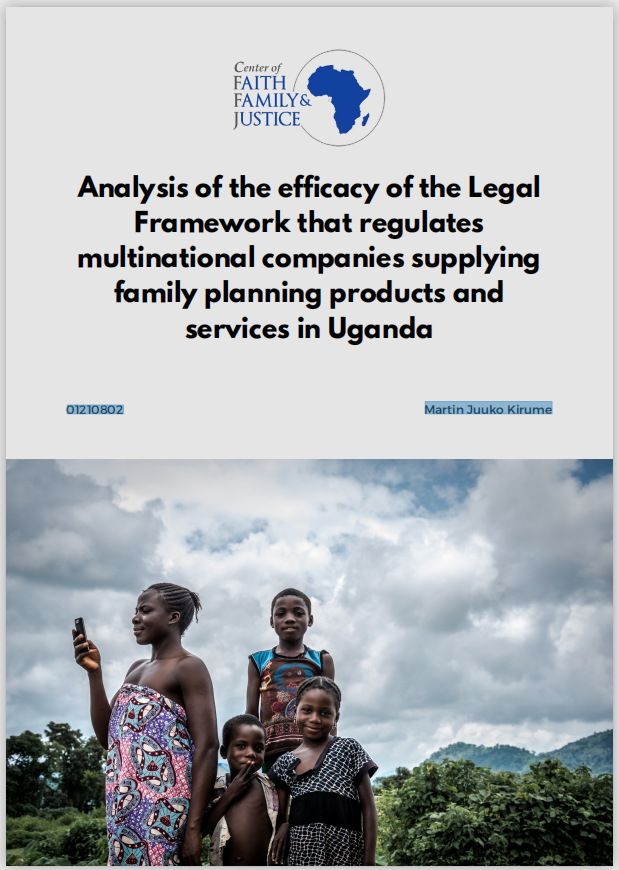 Center of
FAITH
FAMILY&
JUSTICE
Analysis of the efficacy of the Legal
Framework that regulates
multinational companies supplying
family planning products and
services in Uganda
01210802
Martin Juuko Kirume